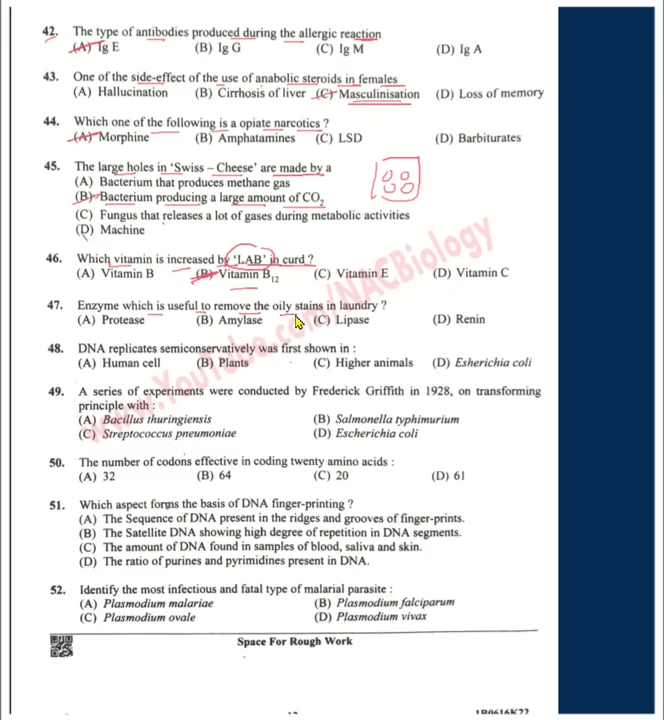 42. The type of antibodies produced during the allergic reaction
(A) Ig E (B) Ig G (C) Ig M (D) Ig A
43. One of the side-effect of the use of anabolic steroids in females
(A) Hallucination (B) Cirrhosis of liver (C) Masculinisation (D) Loss of memory
44. Which one of the following is a opiate narcotics ?
(A) Morphine (B) Amphatamines (C) LSD (D) Barbiturates
45. The large holes in ‘Swiss – Cheese’ are made by a
(A) Bacterium that produces methane gas
(B) Bacterium producing a large amount of CO₂
(C) Fungus that releases a lot of gases during metabolic activities
(D) Machine
46. Which vitamin is increased by ‘LAB’ in curd ?
(A) Vitamin B (B) Vitamin B₁₂ (C) Vitamin E (D) Vitamin C
47. Enzyme which is useful to remove the oily stains in laundry ?
(A) Protease (B) Amylase (C) Lipase (D) Renin
48. DNA replicates semiconservatively was first shown in :
(A) Human cell (B) Plants (C) Higher animals (D) Esherichia coli
49. A series of experiments were conducted by Frederick Griffith in 1928, on transforming
principle with :
(A) Bacillus thuringiensis (B) Salmonella typhimurium
(C) Streptococcus pneumoniae (D) Escherichia coli
50. The number of codons effective in coding twenty amino acids :
(A) 32 (B) 64 (C) 20 (D) 61
51. Which aspect forms the basis of DNA finger-printing ?
(A) The Sequence of DNA present in the ridges and grooves of finger-prints.
(B) The Satellite DNA showing high degree of repetition in DNA segments.
(C) The amount of DNA found in samples of blood, saliva and skin.
(D) The ratio of purines and pyrimidines present in DNA.
52. Identify the most infectious and fatal type of malarial parasite :
(A) Plasmodium malariae (B) Plasmodium falciparum
(C) Plasmodium ovale (D) Plasmodium vivax
Space For Rough Work
www.YouTube.com/NACBiology